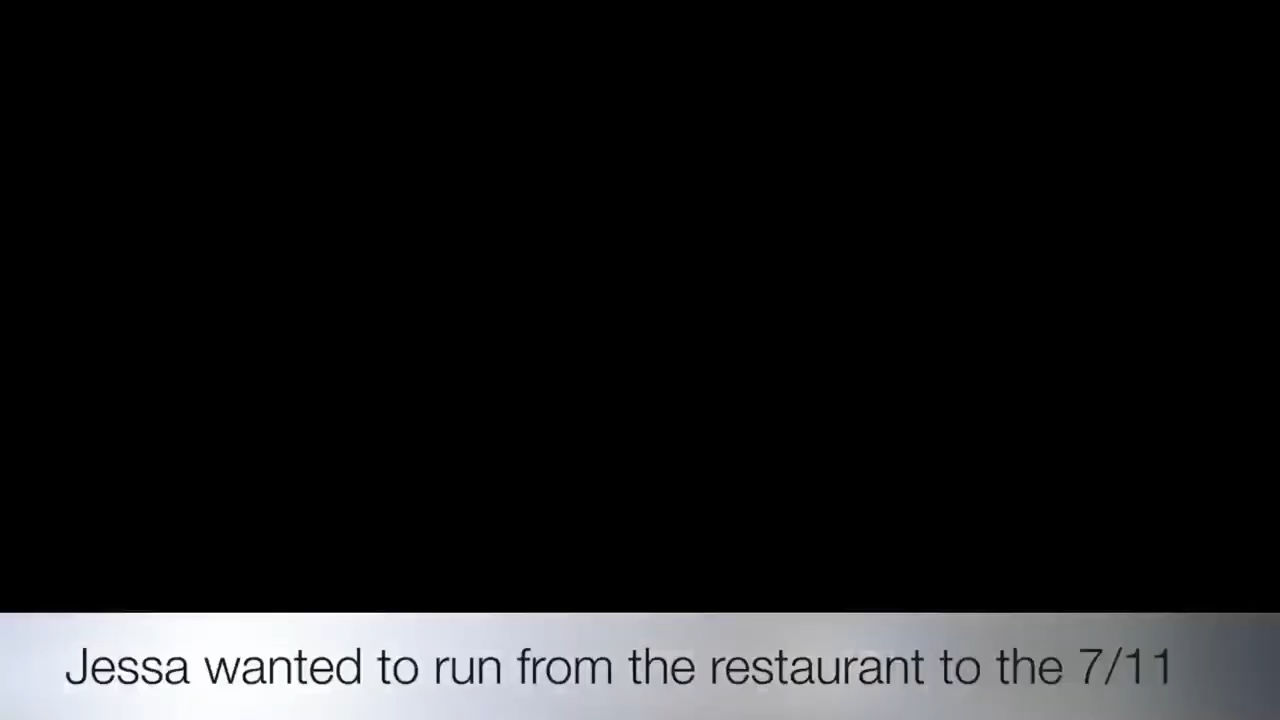 Jessa wanted to run from the restaurant to the 7/11